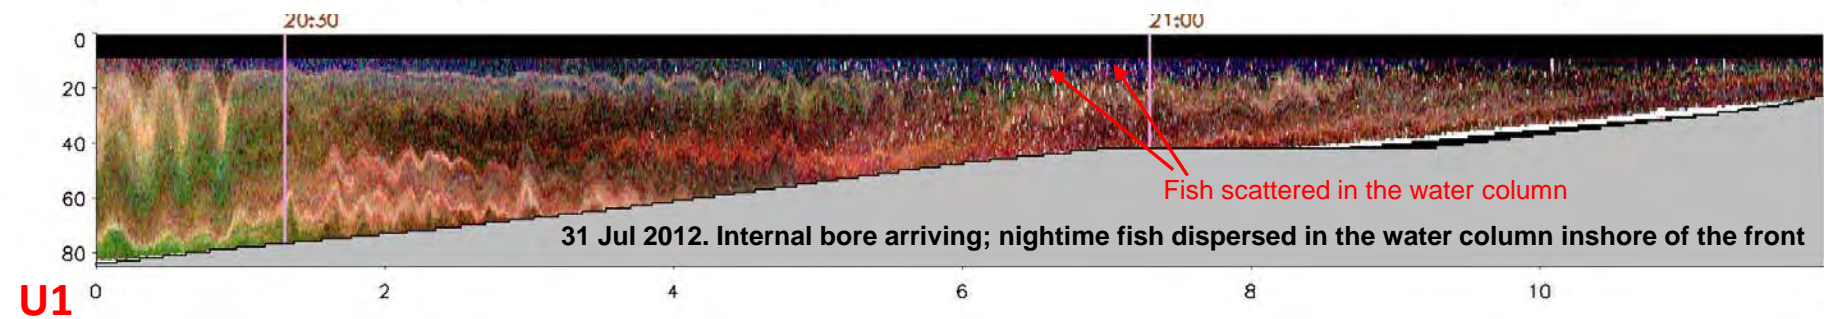 20:30 21:00
0
20
40
60
80
Fish scattered in the water column
31 Jul 2012. Internal bore arriving; nightime fish dispersed in the water column inshore of the front
U1 0 2 4 6 8 10